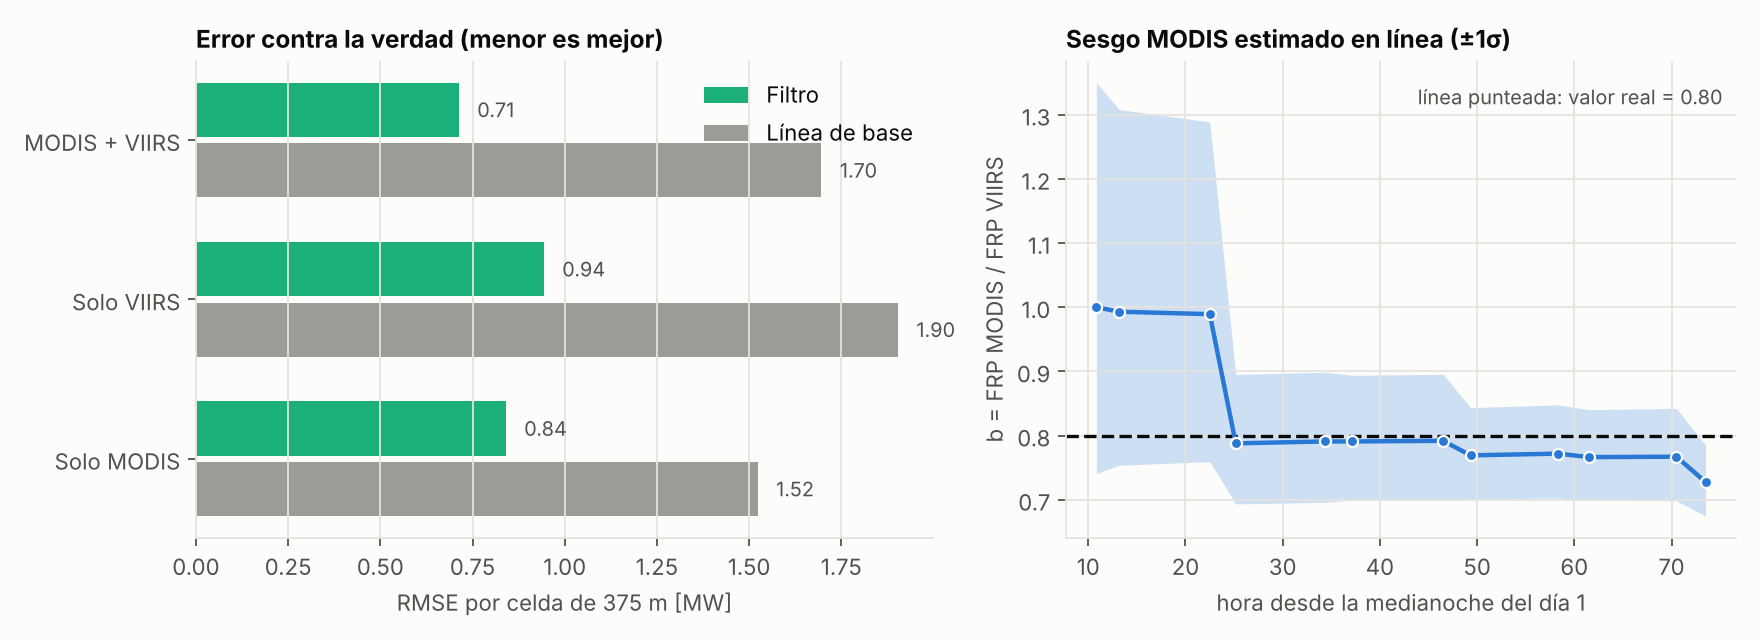 Error contra la verdad (menor es mejor)
Filtro
Línea de base
MODIS + VIIRS
0.71
1.70
Solo VIIRS
0.94
1.90
Solo MODIS
0.84
1.52
0.00 0.25 0.50 0.75 1.00 1.25 1.50 1.75
RMSE por celda de 375 m [MW]
Sesgo MODIS estimado en línea (±1σ)
línea punteada: valor real = 0.80
b = FRP MODIS / FRP VIIRS
1.3
1.2
1.1
1.0
0.9
0.8
0.7
10 20 30 40 50 60 70
hora desde la medianoche del día 1